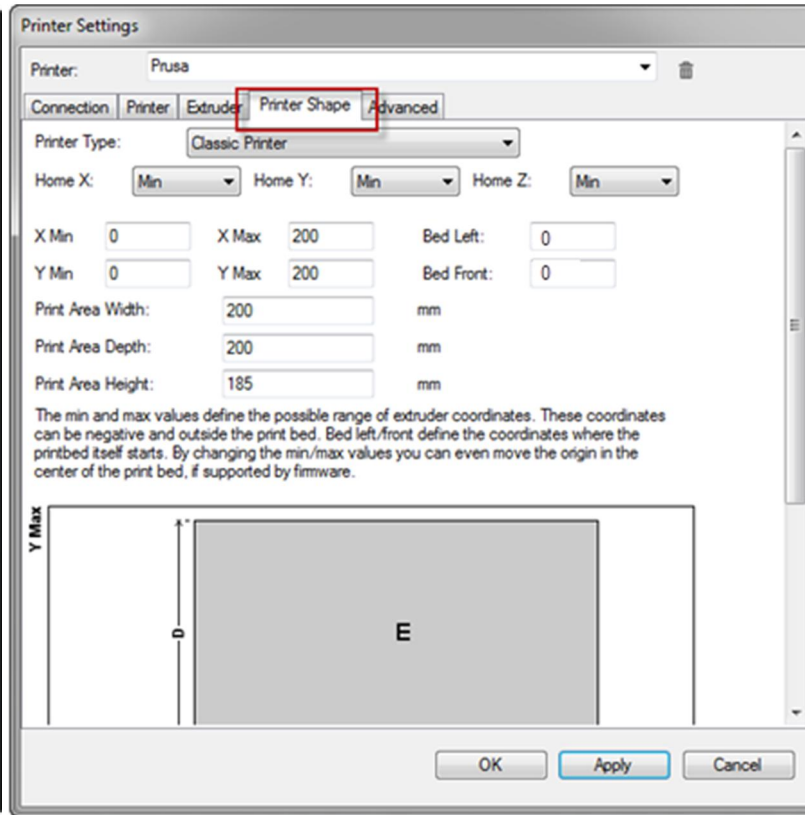 Printer Settings
Printer: Prusa
Connection Printer Extruder Printer Shape Advanced
Printer Type: Classic Printer
Home X: Min Home Y: Min Home Z: Min
X Min 0 X Max 200 Bed Left: 0
Y Min 0 Y Max 200 Bed Front: 0
Print Area Width: 200 mm
Print Area Depth: 200 mm
Print Area Height: 185 mm
The min and max values define the possible range of extruder coordinates. These coordinates
can be negative and outside the print bed. Bed left/front define the coordinates where the
printbed itself starts. By changing the min/max values you can even move the origin in the
center of the print bed, if supported by firmware.
Y Max
D
E
OK Apply Cancel